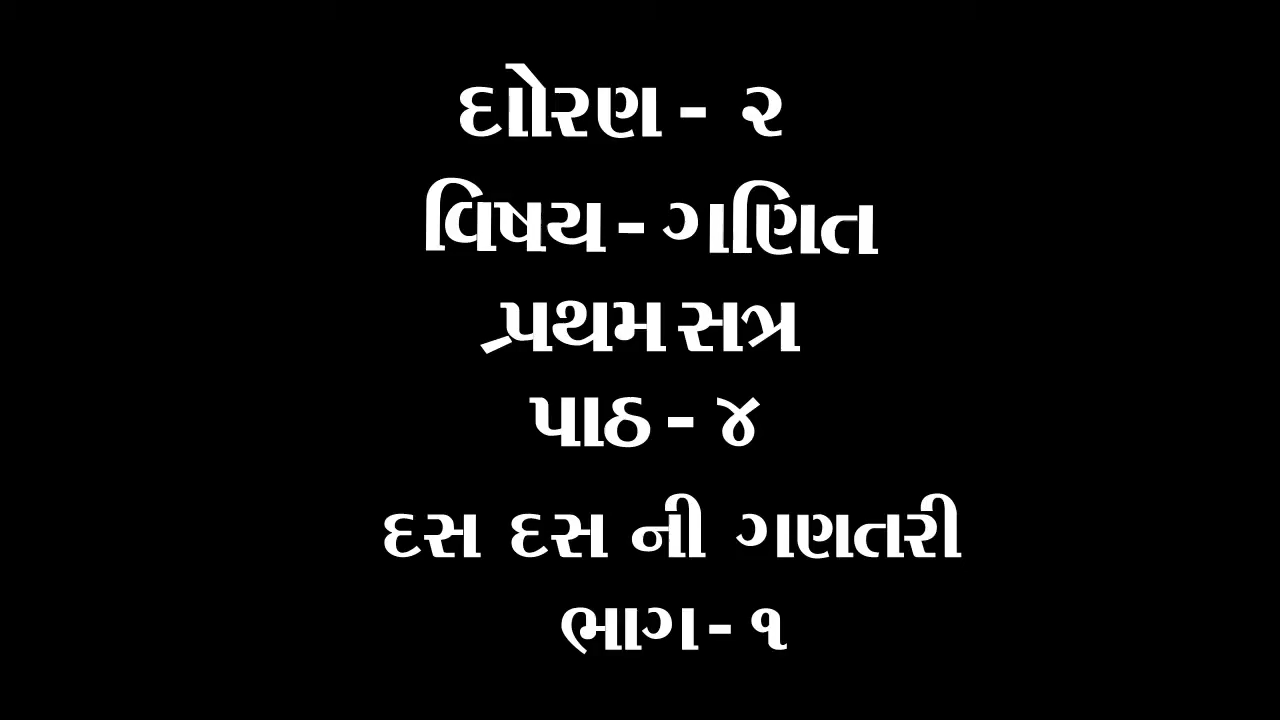 ધોરણ - ૨
વિષય - ગણિત
પ્રથમ સત્ર
પાઠ - ૪
દસ દસ ની ગણતરી
ભાગ - ૧